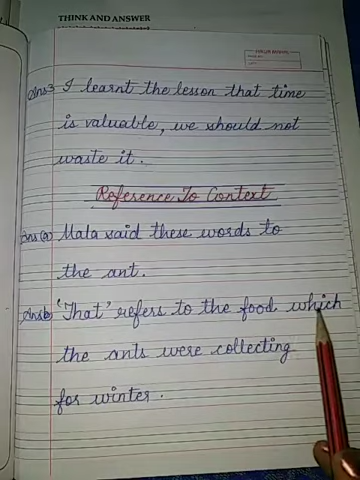 THINK AND ANSWER
Ans3 I learnt the lesson that time
is valuable, we should not
waste it.
Reference To Context
Ans(a) Mala said these words to
the ant.
Ansb 'That' refers to the food which
the ants were collecting
for winter.